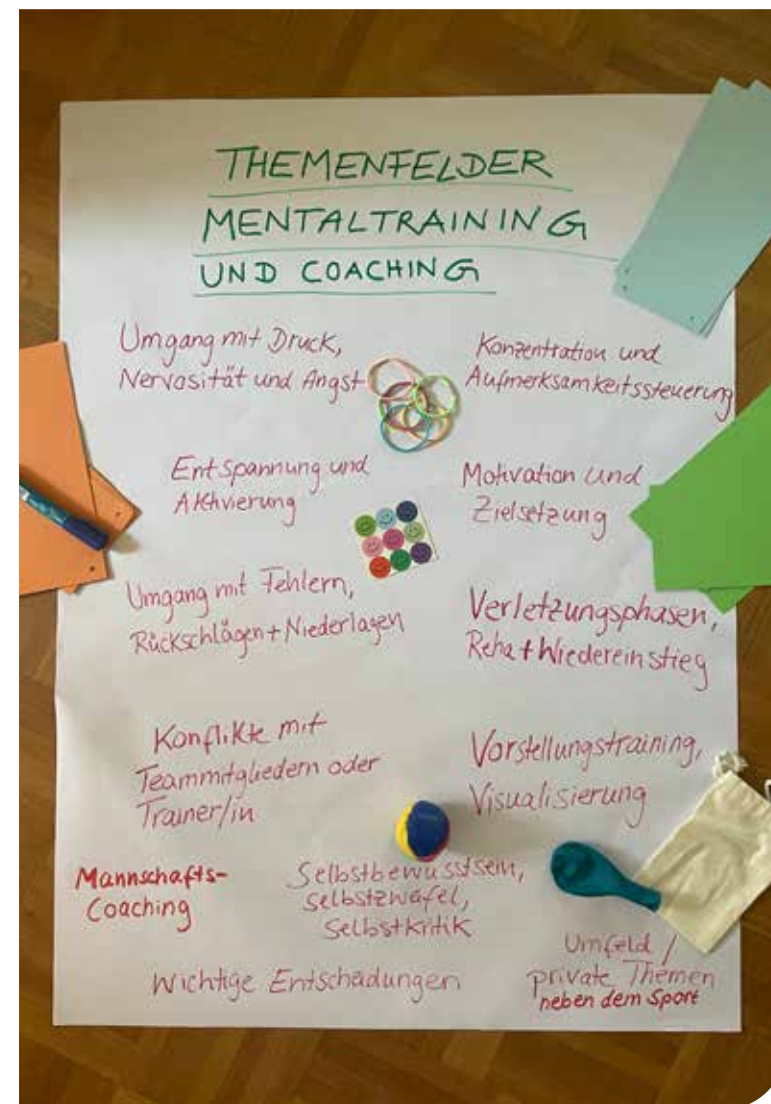 THEMENFELDER
MENTALTRAINING
UND COACHING
Umgang mit Druck,
Nervosität und Angst
Konzentration und
Aufmerksamkeitssteuerung
Entspannung und
Aktivierung
Motivation und
Zielsetzung
Umgang mit Fehlern,
Rückschlägen + Niederlagen
Verletzungsphasen,
Reha + Wiedereinstieg
Konflikte mit
Teammitgliedern oder
Trainer/in
Vorstellungstraining,
Visualisierung
Mannschafts-
Coaching
Selbstbewusstsein,
Selbstzweifel,
Selbstkritik
Umfeld /
private Themen
neben dem Sport
Wichtige Entscheidungen